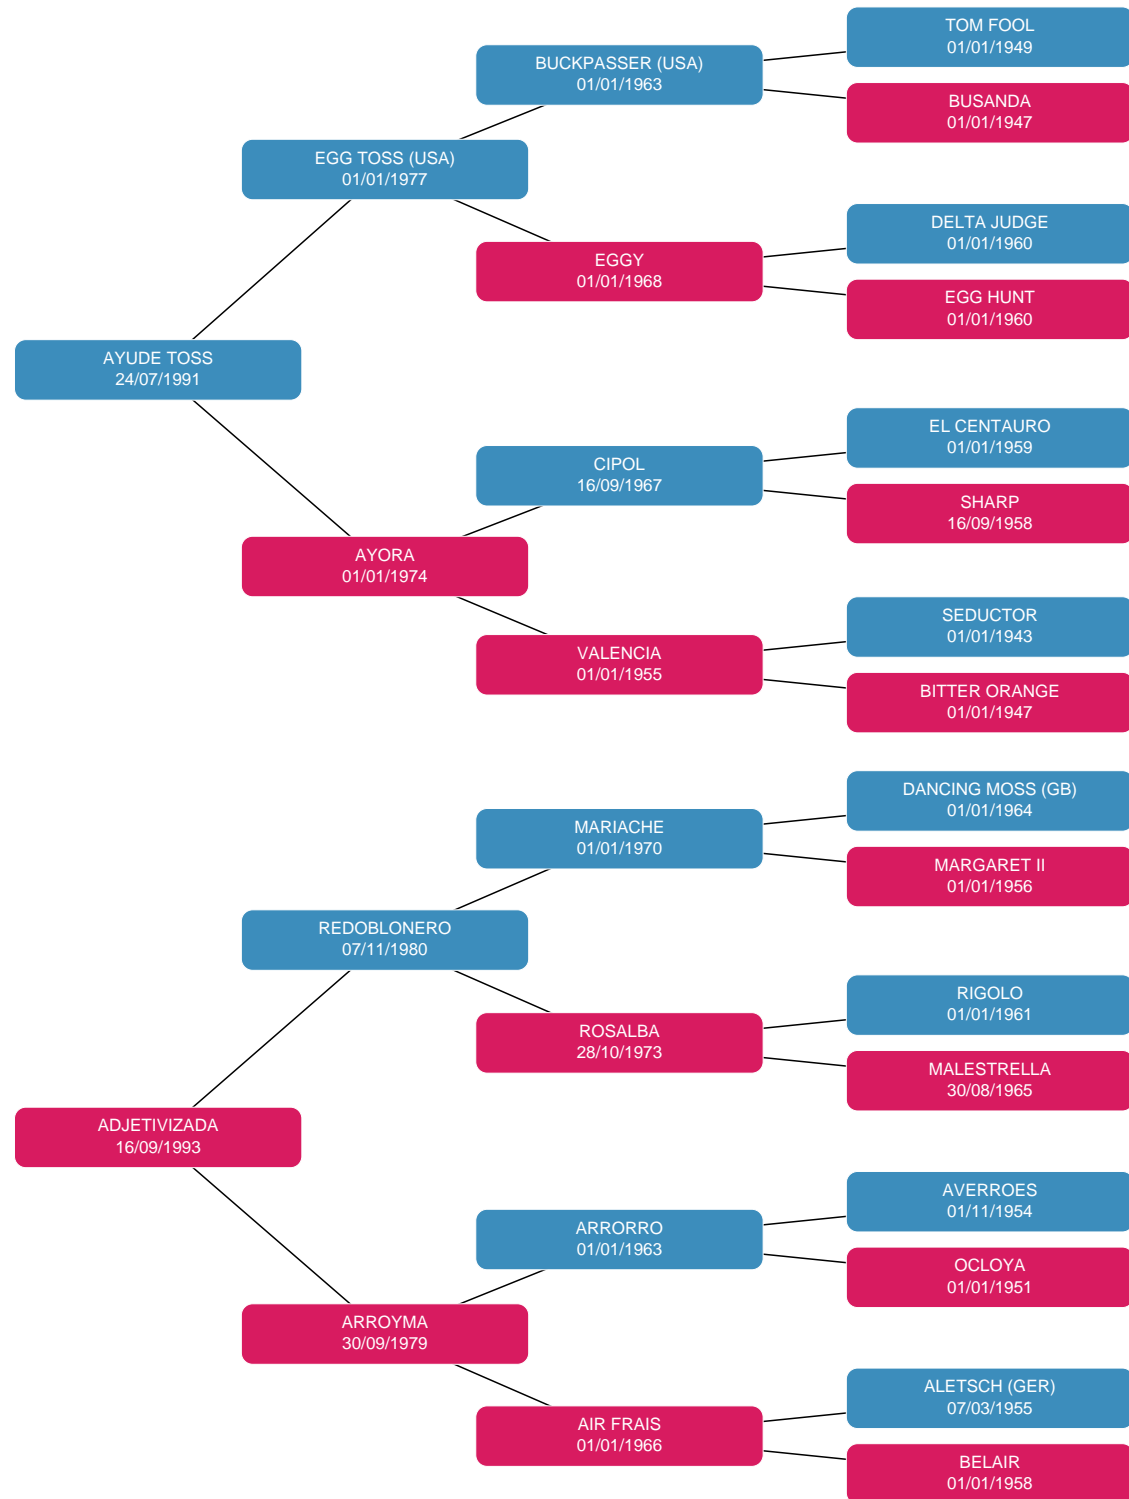 TOM FOOL
01/01/1949
BUCKPASSER (USA)
01/01/1963
BUSANDA
01/01/1947
EGG TOSS (USA)
01/01/1977
DELTA JUDGE
01/01/1960
EGGY
01/01/1968
EGG HUNT
01/01/1960
AYUDE TOSS
24/07/1991
EL CENTAURO
01/01/1959
CIPOL
16/09/1967
SHARP
16/09/1958
AYORA
01/01/1974
SEDUCTOR
01/01/1943
VALENCIA
01/01/1955
BITTER ORANGE
01/01/1947
DANCING MOSS (GB)
01/01/1964
MARIACHE
01/01/1970
MARGARET II
01/01/1956
REDOBLONERO
07/11/1980
RIGOLO
01/01/1961
ROSALBA
28/10/1973
MALESTRELLA
30/08/1965
ADJETIVIZADA
16/09/1993
AVERROES
01/11/1954
ARRORRO
01/01/1963
OCLOYA
01/01/1951
ARROYMA
30/09/1979
ALETSCH (GER)
07/03/1955
AIR FRAIS
01/01/1966
BELAIR
01/01/1958